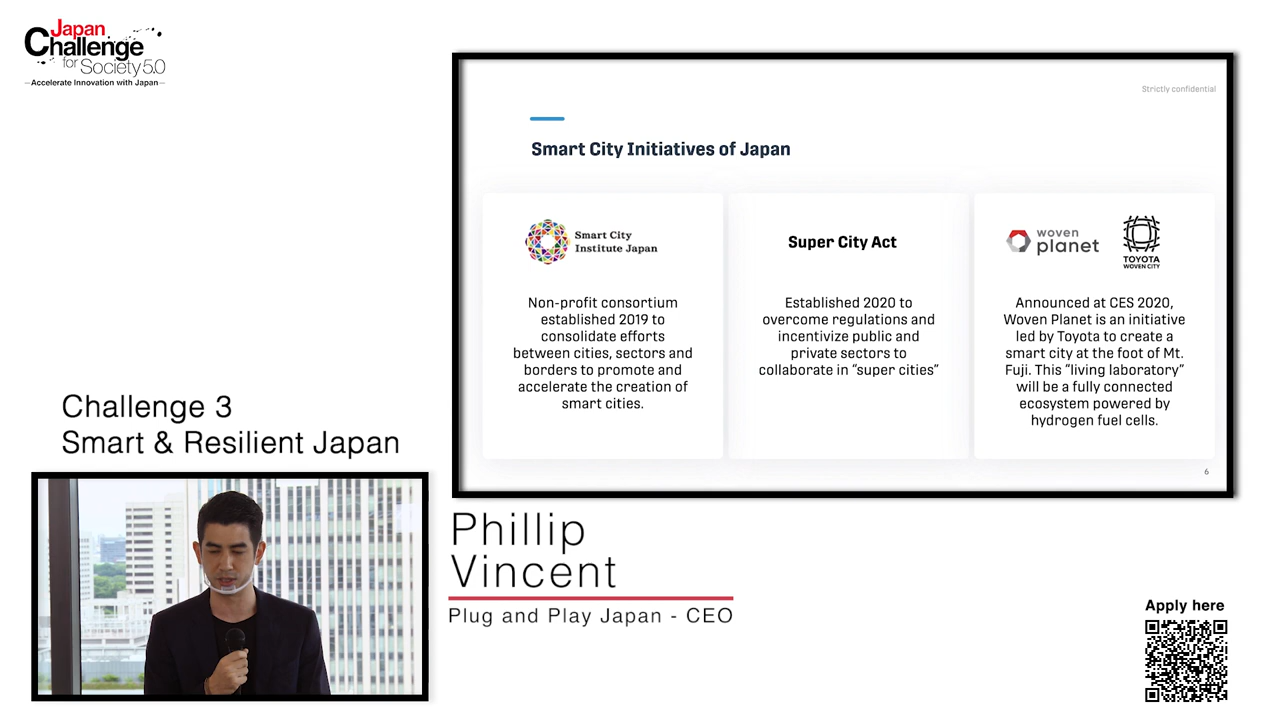 Japan
Challenge
for Society 5.0
Accelerate Innovation with Japan
Strictly confidential
Smart City Initiatives of Japan
Smart City
Institute Japan
Non-profit consortium
established 2019 to
consolidate efforts
between cities, sectors and
borders to promote and
accelerate the creation of
smart cities.
Super City Act
Established 2020 to
overcome regulations and
incentivize public and
private sectors to
collaborate in “super cities”
woven
planet
TOYOTA
WOVEN CITY
Announced at CES 2020,
Woven Planet is an initiative
led by Toyota to create a
smart city at the foot of Mt.
Fuji. This “living laboratory”
will be a fully connected
ecosystem powered by
hydrogen fuel cells.
6
Challenge 3
Smart & Resilient Japan
Phillip
Vincent
Plug and Play Japan - CEO
Apply here